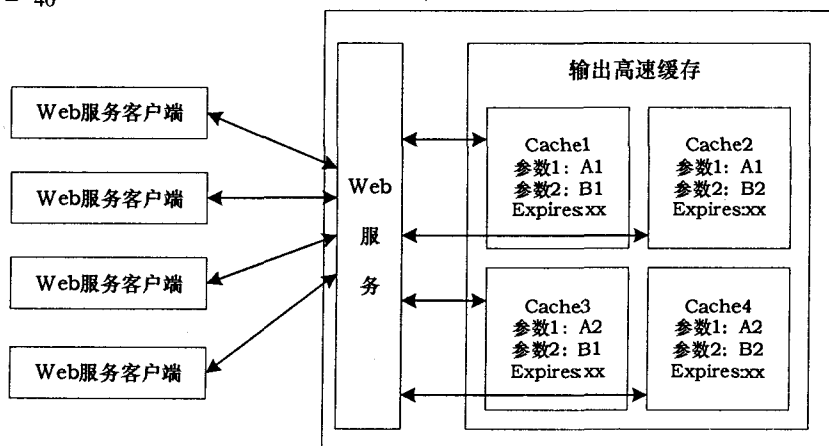 = 40
输出高速缓存
Web服务客户端
Web服务客户端
Web服务客户端
Web服务客户端
Web
服
务
Cache1
参数1: A1
参数2: B1
Expires:xx
Cache2
参数1: A1
参数2: B2
Expires:xx
Cache3
参数1: A2
参数2: B1
Expires:xx
Cache4
参数1: A2
参数2: B2
Expires:xx